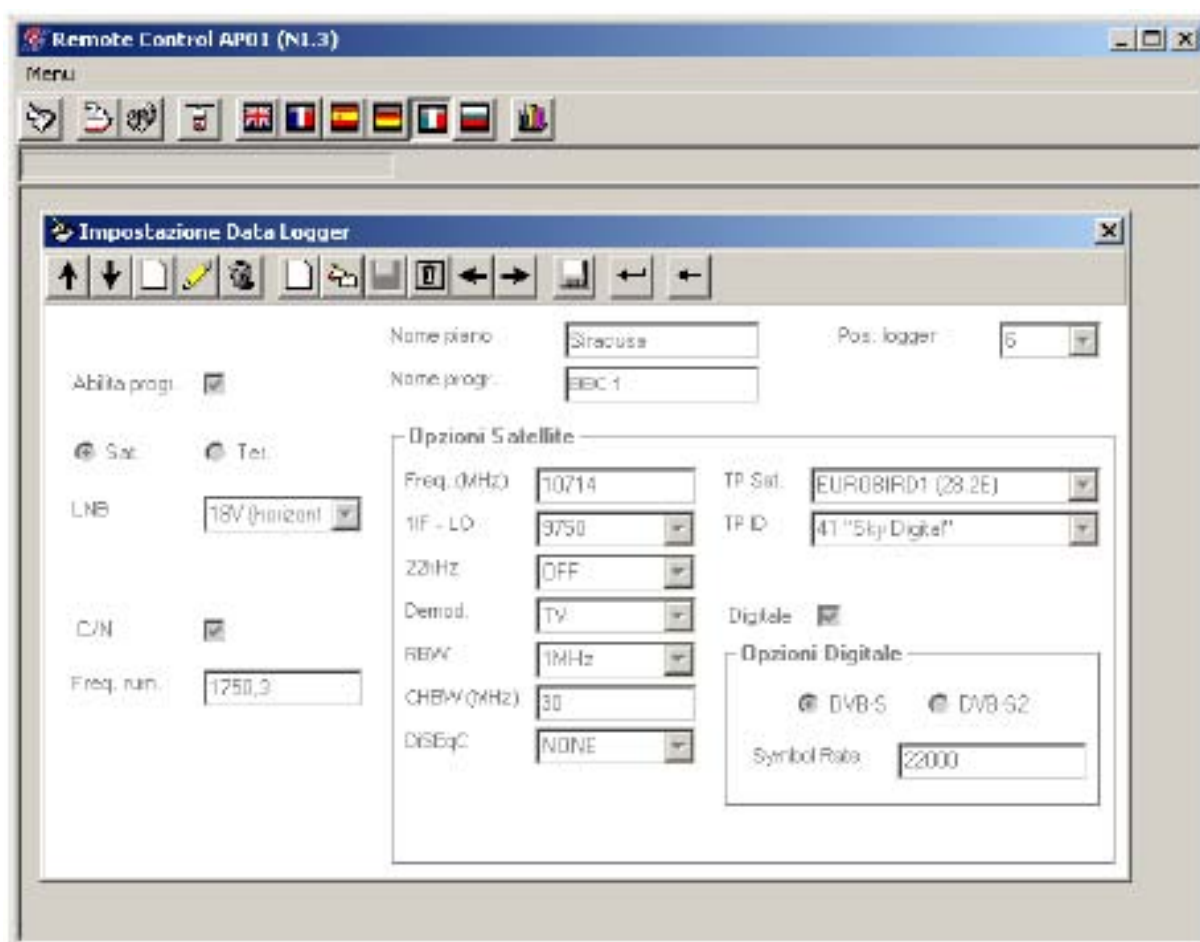 Remote Control AP01 (N1.3)
Menu
Impostazione Data Logger
Nome piano Siracusa Pos. logger 6
Abilita progr. Nome progr. BBC 1
Sat. Ter. Opzioni Satellite
LNB 18V (Horizont Freq. (MHz) 10714 TP Sat. EUROBIRD1 (28.2E)
1IF - LO 9750 TP ID 41 "Sky Digital"
22kHz OFF
C/N Demod. TV Digitale
RBW 1MHz Opzioni Digitale
Freq. rum. 1750,3 CHBW (MHz) 30 DVB-S DVB-S2
DiSEqC NONE Symbol Rate 22000